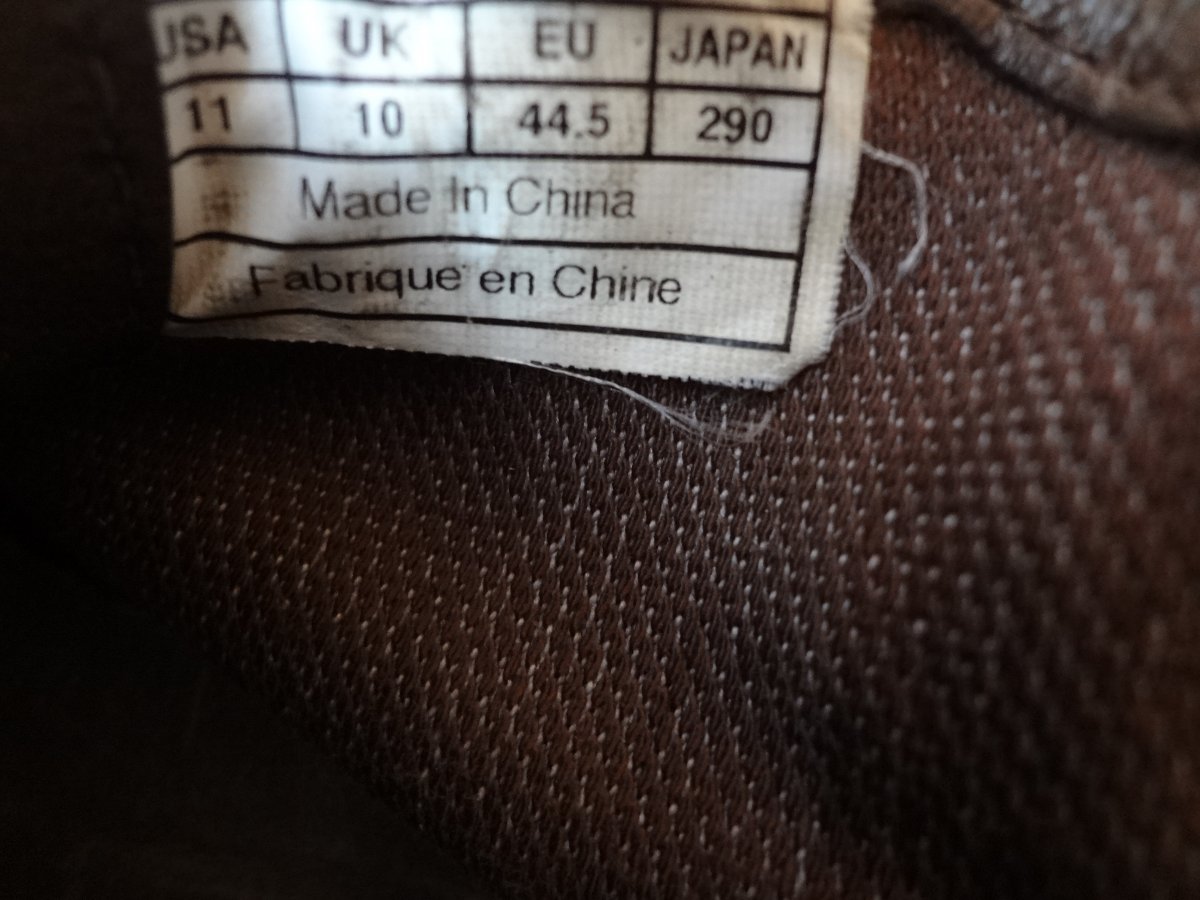 USA UK EU JAPAN
11 10 44.5 290
Made In China
Fabrique en Chine